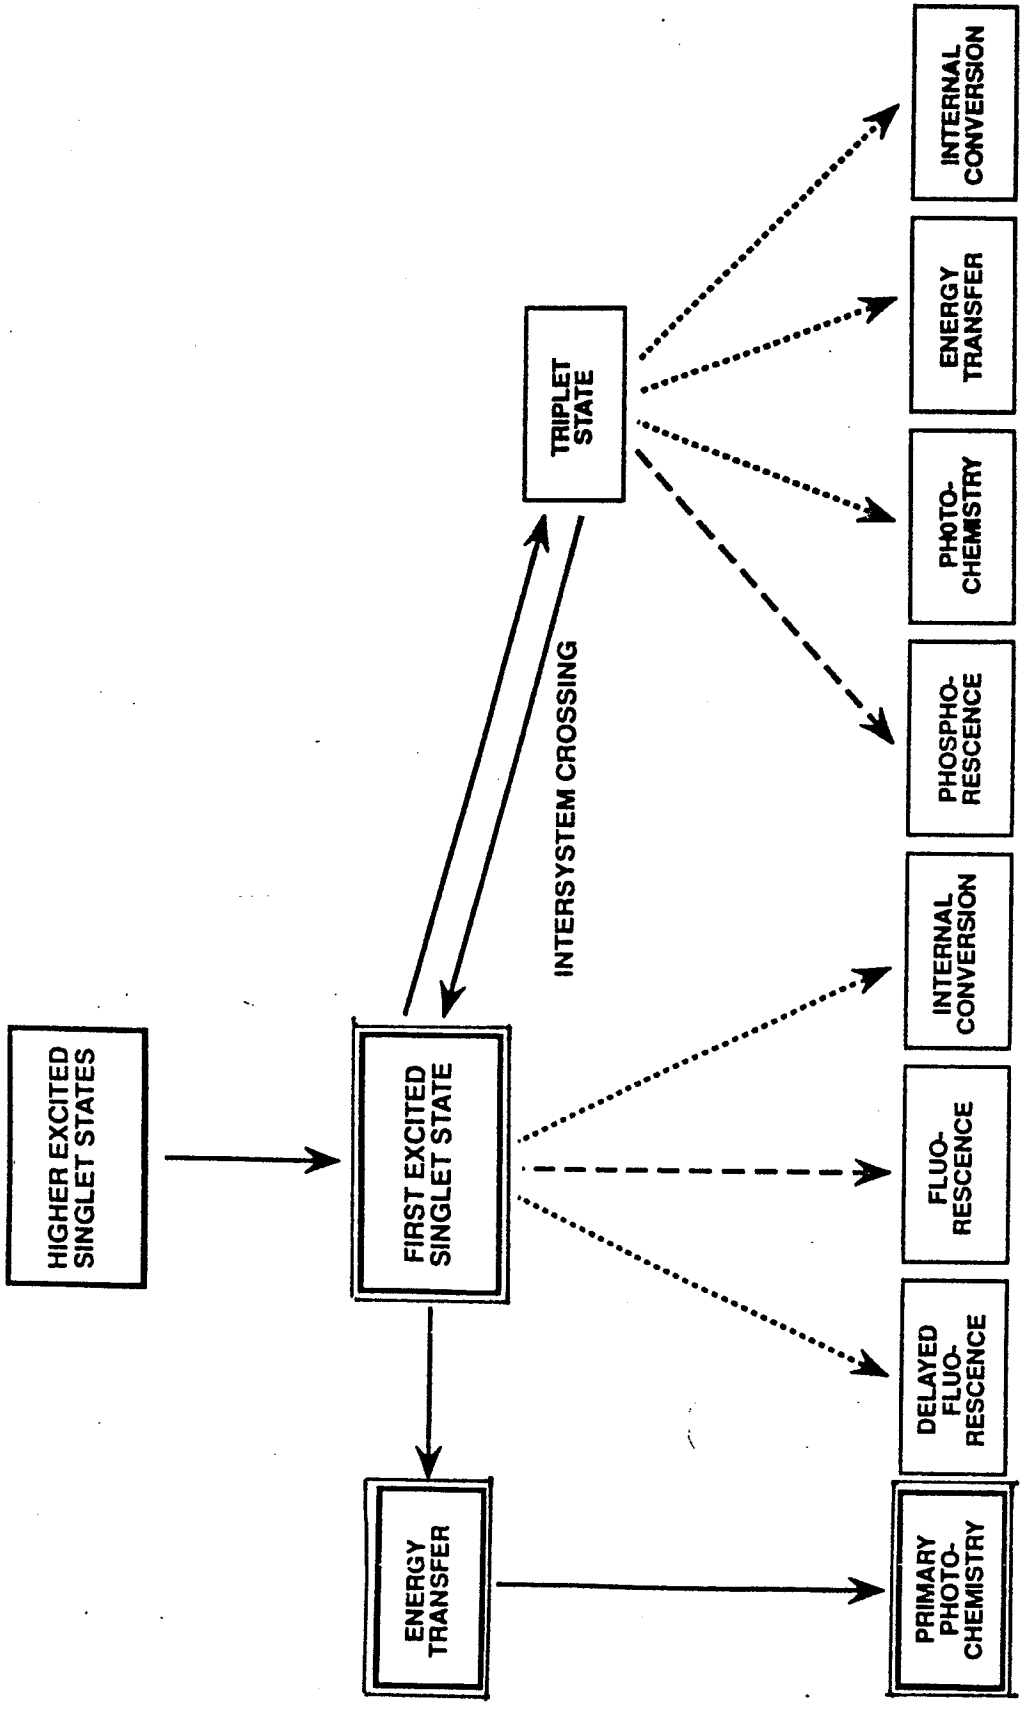 HIGHER EXCITED
SINGLET STATES
FIRST EXCITED
SINGLET STATE
ENERGY
TRANSFER
INTERSYSTEM CROSSING
TRIPLET
STATE
PRIMARY
PHOTO-
CHEMISTRY
DELAYED
FLUO-
RESCENCE
FLUO-
RESCENCE
INTERNAL
CONVERSION
PHOSPHO-
RESCENCE
PHOTO-
CHEMISTRY
ENERGY
TRANSFER
INTERNAL
CONVERSION